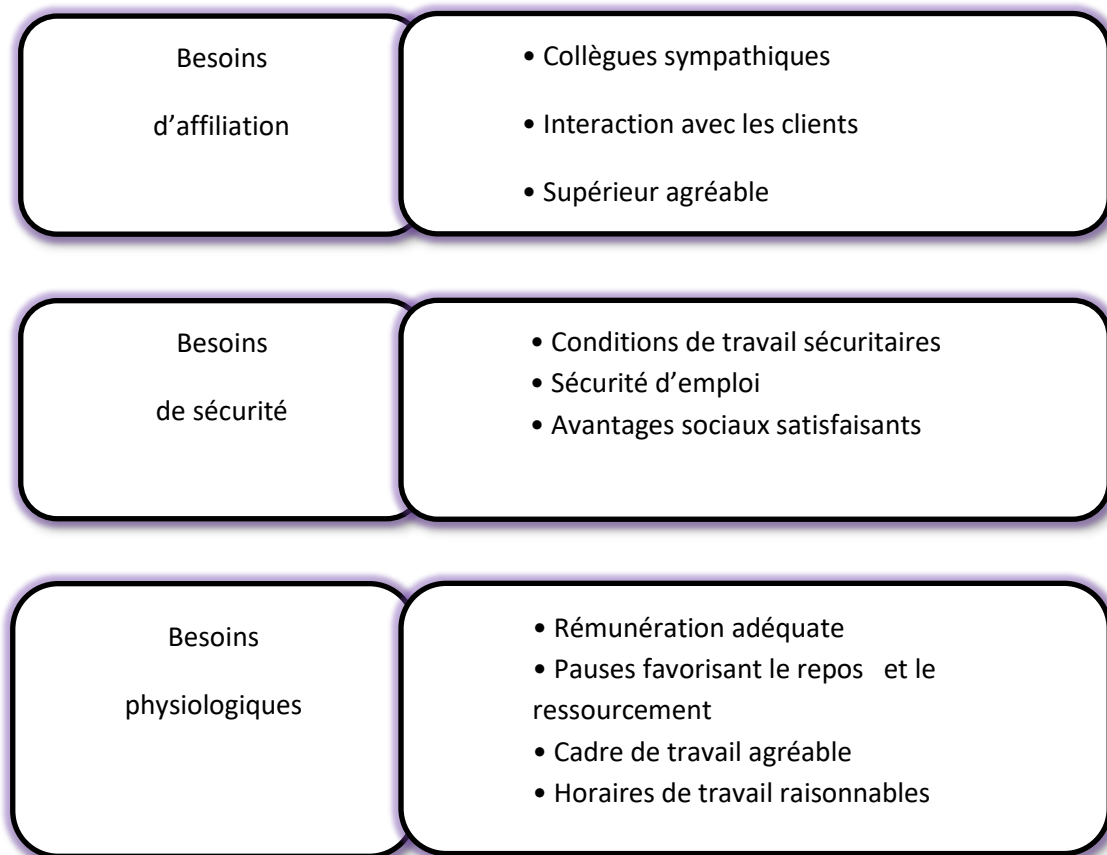 Besoins
d’affiliation
• Collègues sympathiques
• Interaction avec les clients
• Supérieur agréable
Besoins
de sécurité
• Conditions de travail sécuritaires
• Sécurité d’emploi
• Avantages sociaux satisfaisants
Besoins
physiologiques
• Rémunération adéquate
• Pauses favorisant le repos   et le
ressourcement
• Cadre de travail agréable
• Horaires de travail raisonnables